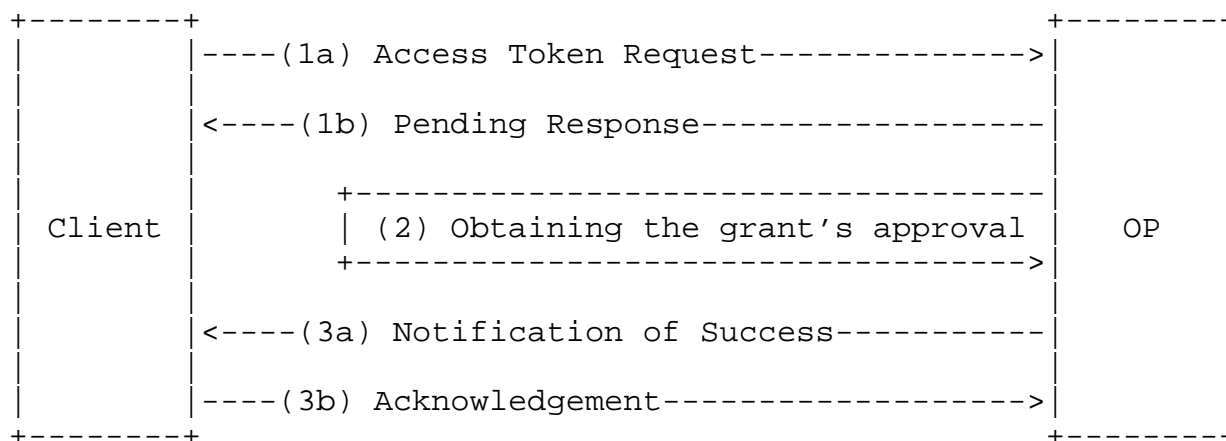 (1a) Access Token Request
(1b) Pending Response
(2) Obtaining the grant's approval
Client
OP
(3a) Notification of Success
(3b) Acknowledgement